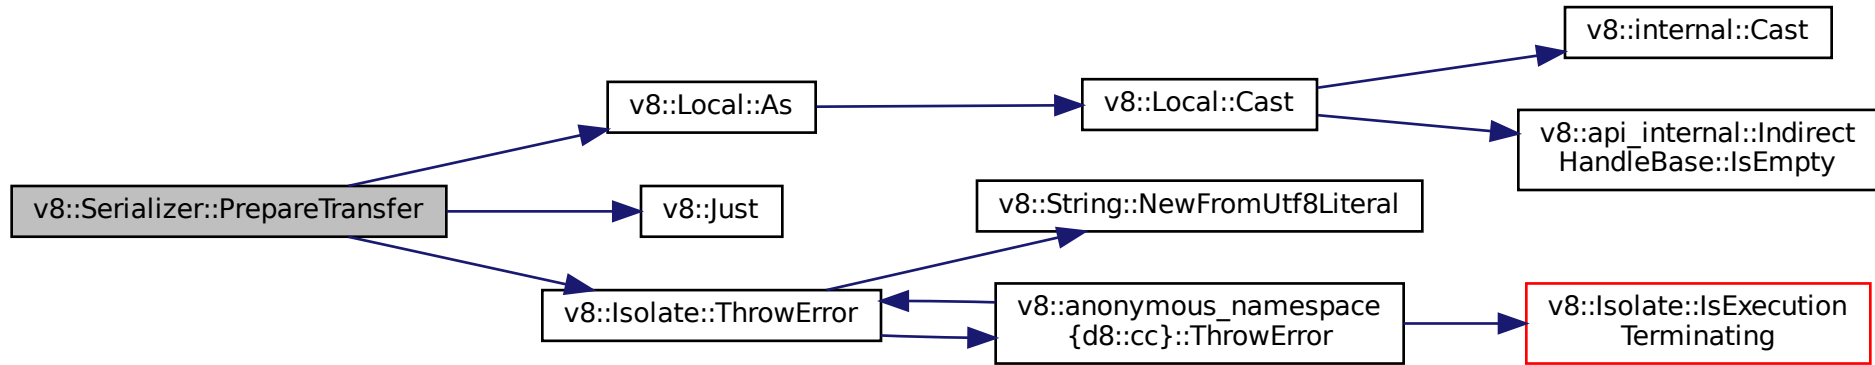 v8::Serializer::PrepareTransfer
v8::Local::As
v8::Just
v8::Isolate::ThrowError
v8::Local::Cast
v8::String::NewFromUtf8Literal
v8::anonymous_namespace
{d8::cc}::ThrowError
v8::internal::Cast
v8::api_internal::Indirect
HandleBase::IsEmpty
v8::Isolate::IsExecution
Terminating